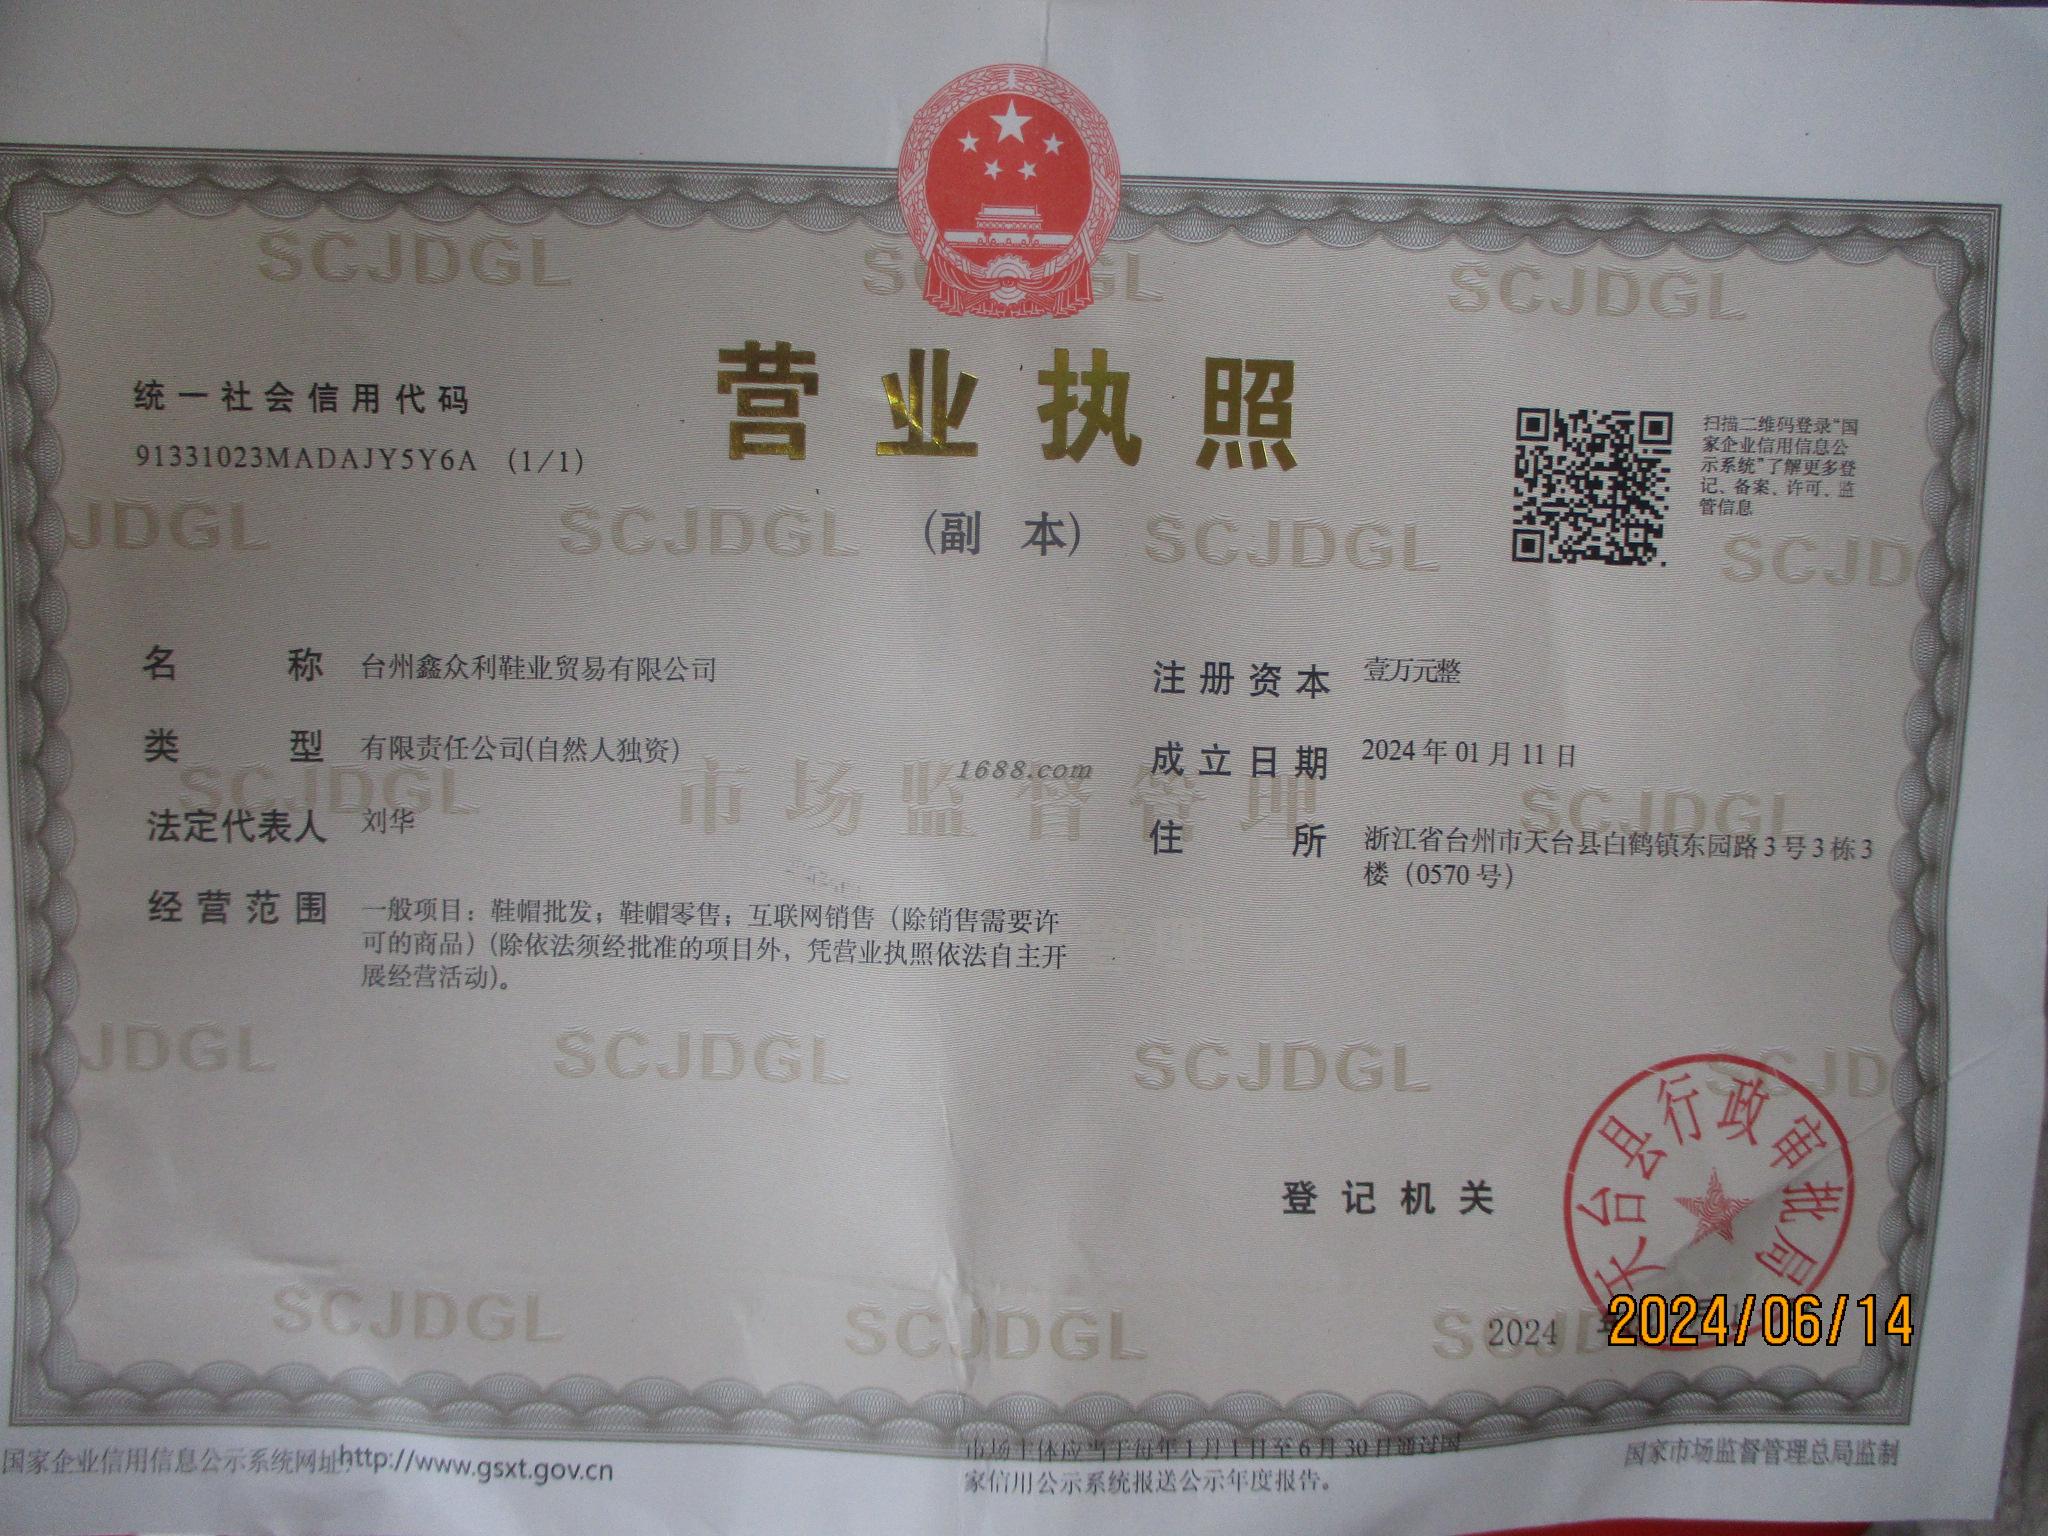 SCJDGL
SCJDGL
营业执照
(副 本)
统一社会信用代码
91331023MADAJY5Y6A (1/1)
扫描二维码登录“国
家企业信用信息公
示系统”了解更多登
记、备案、许可、监
管信息
JDGL
SCJDGL
SCJDGL
SCJD
名 称 台州鑫众利鞋业贸易有限公司
类 型 有限责任公司(自然人独资)
法定代表人 刘华
经营范围 一般项目：鞋帽批发；鞋帽零售；互联网销售（除销售需要许
可的商品）(除依法须经批准的项目外，凭营业执照依法自主开
展经营活动)。
注册资本 壹万元整
成立日期 2024年01月11日
住 所 浙江省台州市天台县白鹤镇东园路3号3栋3
楼（0570号）
SCJDGL
市场监督管理
1688.com
SCJDGL
JDGL
SCJDGL
SCJDGL
SCJD
登记机关
天台县行政审批局
SCJDGL
SCJDGL
2024
2024/06/14
国家企业信用信息公示系统网址:http://www.gsxt.gov.cn
市场主体应当于每年1月1日至6月30日通过国
家信用公示系统报送公示年度报告。
国家市场监督管理总局监制